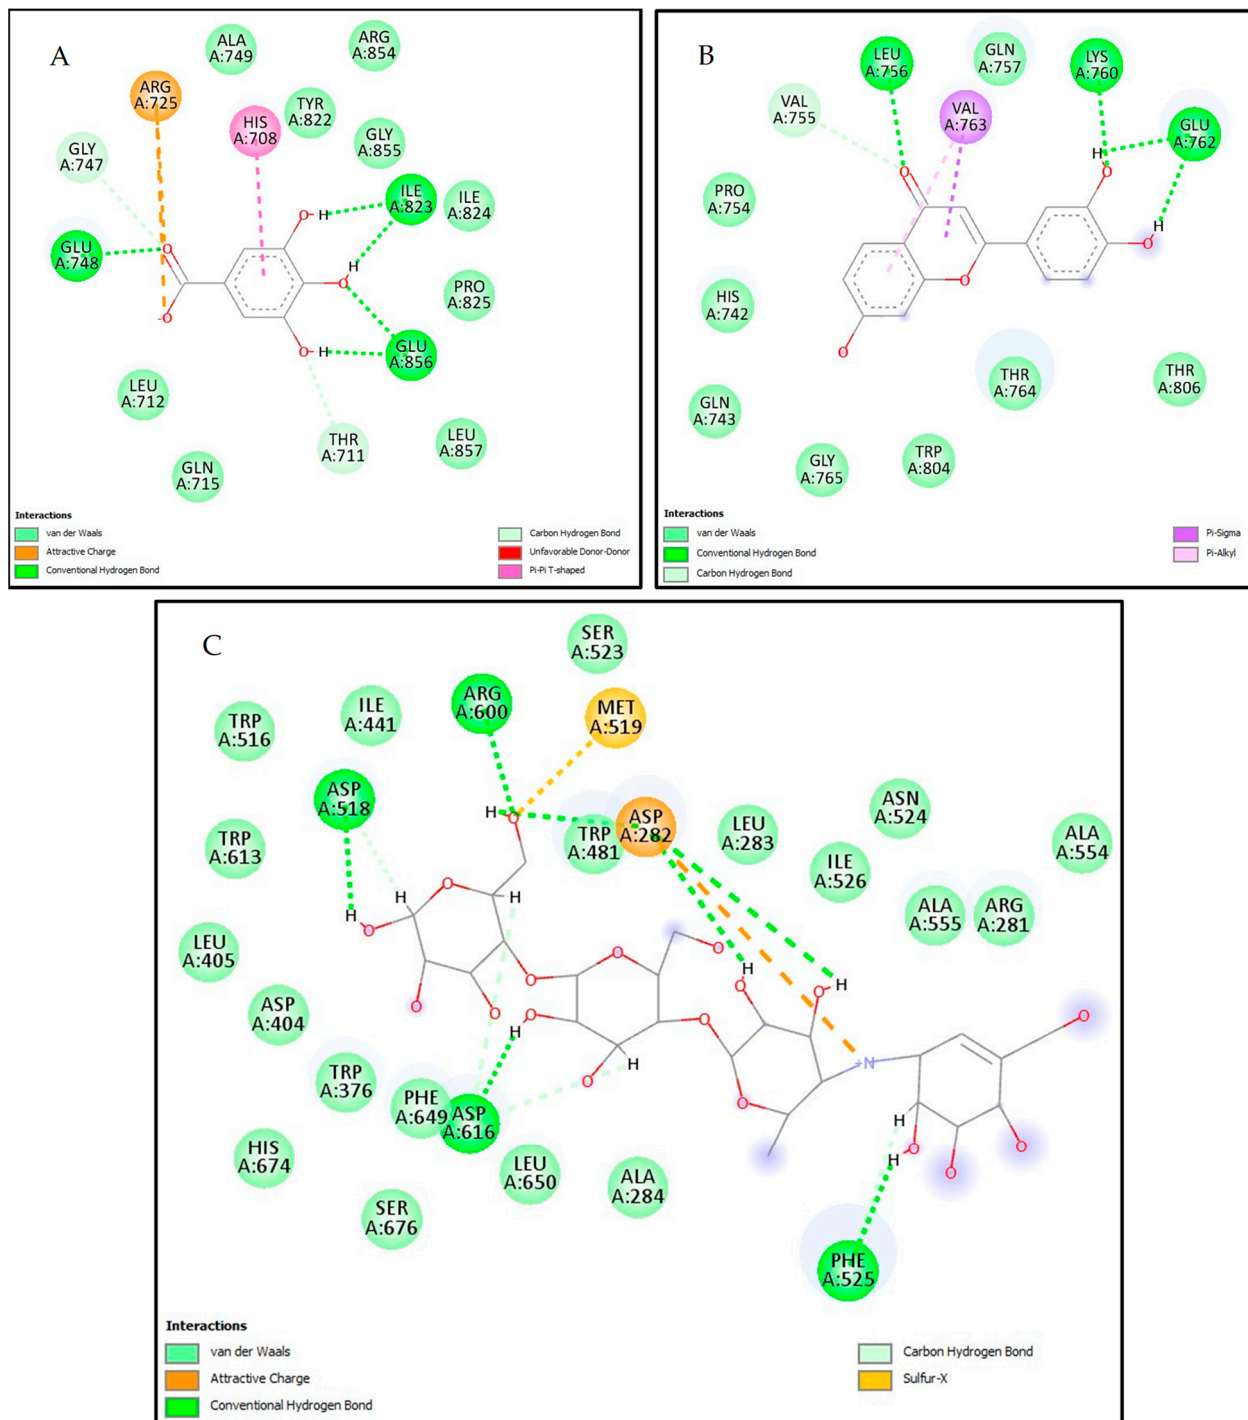 A
ALA
A:749
ARG
A:854
ARG
A:725
TYR
A:822
HIS
A:708
GLY
A:855
GLY
A:747
ILE
A:823
ILE
A:824
GLU
A:748
PRO
A:825
GLU
A:856
LEU
A:712
THR
A:711
LEU
A:857
GLN
A:715
O
H
O
H
O
-O
O
H
Interactions
van der Waals
Attractive Charge
Conventional Hydrogen Bond
Carbon Hydrogen Bond
Unfavorable Donor-Donor
Pi-Pi T-shaped
B
LEU
A:756
GLN
A:757
LYS
A:760
VAL
A:755
VAL
A:763
GLU
A:762
PRO
A:754
HIS
A:742
THR
A:764
THR
A:806
GLN
A:743
GLY
A:765
TRP
A:804
H
O
O
H
O
O
O
Interactions
van der Waals
Conventional Hydrogen Bond
Carbon Hydrogen Bond
Pi-Sigma
Pi-Alkyl
C
SER
A:523
ARG
A:600
MET
A:519
ILE
A:441
TRP
A:516
ASP
A:518
ASP
A:282
TRP
A:481
LEU
A:283
ASN
A:524
ALA
A:554
TRP
A:613
ILE
A:526
ALA
A:555
ARG
A:281
LEU
A:405
ASP
A:404
TRP
A:376
PHE
A:649
ASP
A:616
HIS
A:674
LEU
A:650
ALA
A:284
SER
A:676
PHE
A:525
H
O
O
H
H
H
O
O
O
O
O
H
O
O
O
H
O
O
H
O
H
O
H
O
+N
O
H
O
H
O
O
Interactions
van der Waals
Attractive Charge
Conventional Hydrogen Bond
Carbon Hydrogen Bond
Sulfur-X